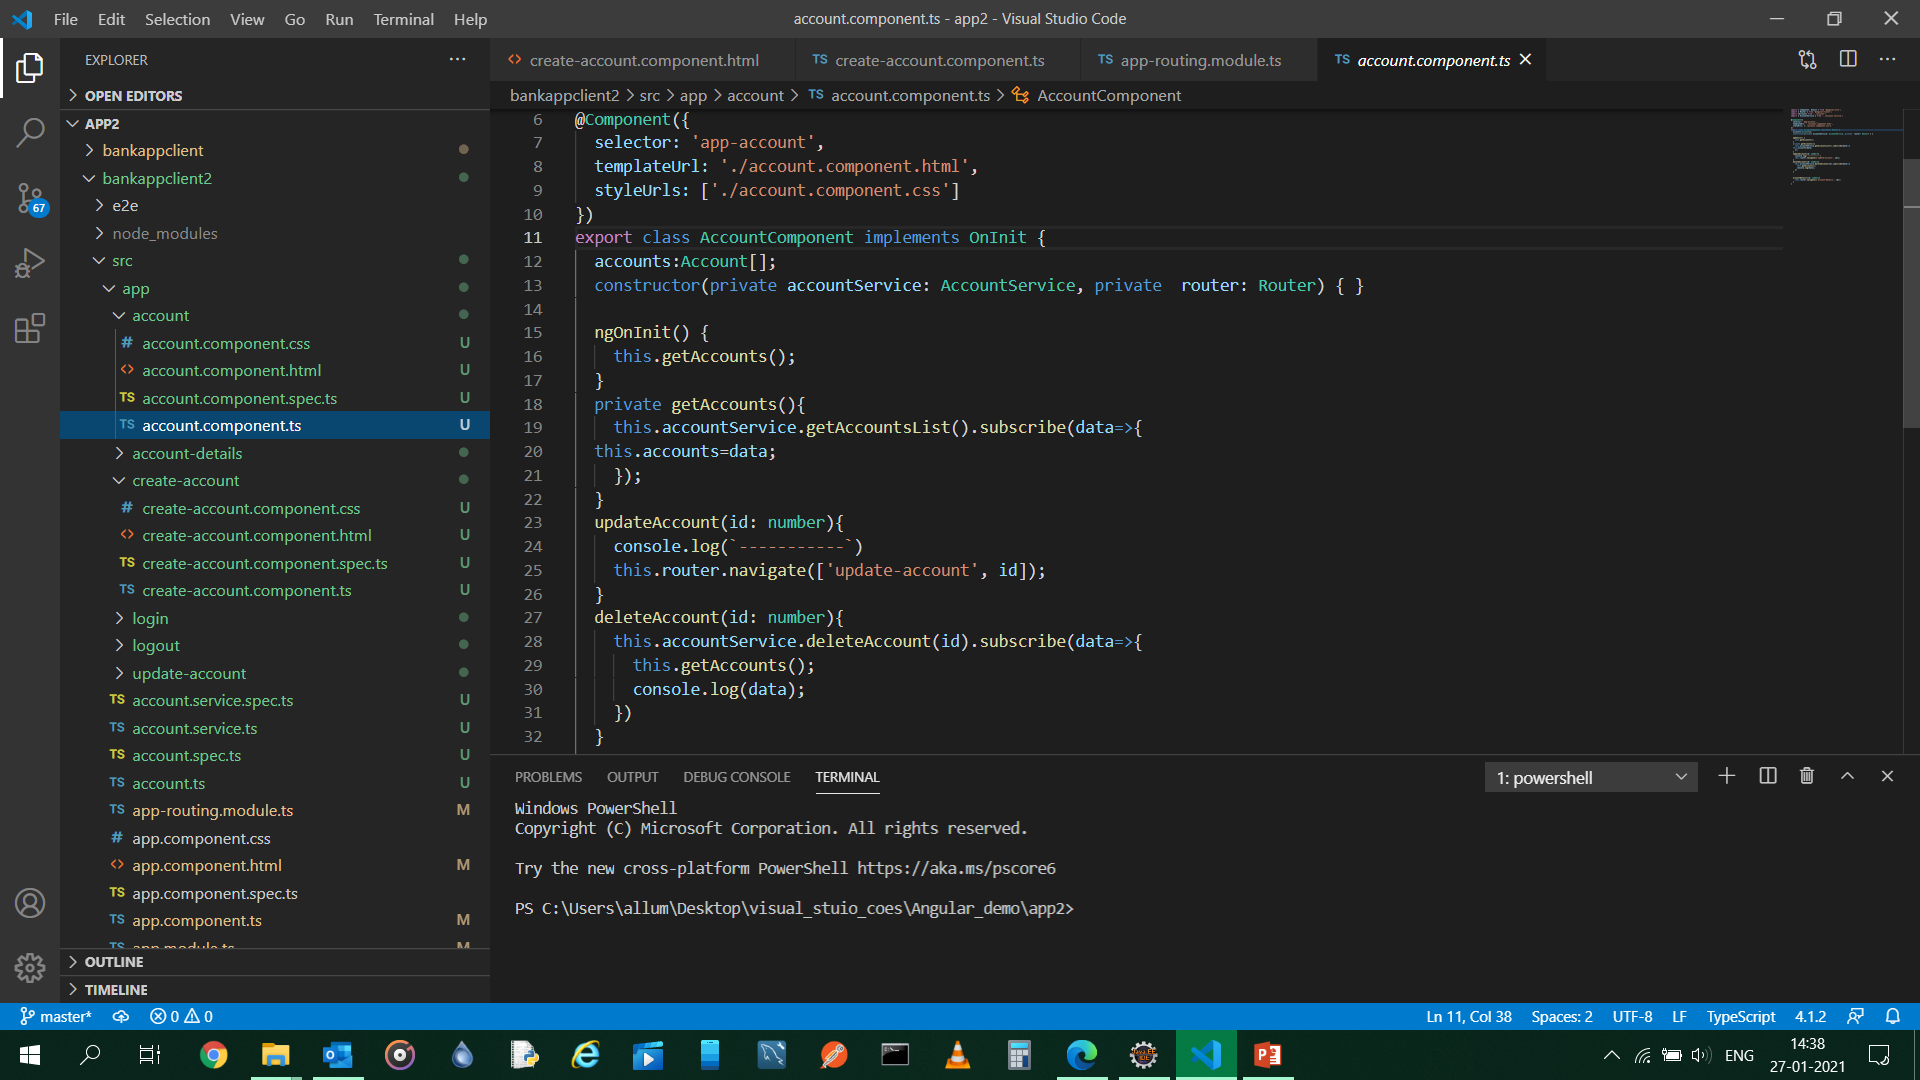 File Edit Selection View Go Run Terminal Help
account.component.ts - app2 - Visual Studio Code
EXPLORER
OPEN EDITORS
APP2
bankappclient
bankappclient2
e2e
node_modules
src
app
account
account.component.css U
account.component.html U
account.component.spec.ts U
account.component.ts U
account-details
create-account
create-account.component.css U
create-account.component.html U
create-account.component.spec.ts U
create-account.component.ts U
login
logout
update-account
account.service.spec.ts U
account.service.ts U
account.spec.ts U
account.ts U
app-routing.module.ts M
app.component.css
app.component.html M
app.component.spec.ts
app.component.ts M
app.module.ts M
OUTLINE
TIMELINE
67
create-account.component.html TS create-account.component.ts TS app-routing.module.ts TS account.component.ts
bankappclient2 > src > app > account > TS account.component.ts > AccountComponent
6 @Component({
7 selector: 'app-account',
8 templateUrl: './account.component.html',
9 styleUrls: ['./account.component.css']
10 })
11 export class AccountComponent implements OnInit {
12 accounts:Account[];
13 constructor(private accountService: AccountService, private  router: Router) { }
14
15 ngOnInit() {
16 this.getAccounts();
17 }
18 private getAccounts(){
19 this.accountService.getAccountsList().subscribe(data=>{
20 this.accounts=data;
21 });
22 }
23 updateAccount(id: number){
24 console.log(`-----------`)
25 this.router.navigate(['update-account', id]);
26 }
27 deleteAccount(id: number){
28 this.accountService.deleteAccount(id).subscribe(data=>{
29 this.getAccounts();
30 console.log(data);
31 })
32 }
PROBLEMS OUTPUT DEBUG CONSOLE TERMINAL 1: powershell
Windows PowerShell
Copyright (C) Microsoft Corporation. All rights reserved.
Try the new cross-platform PowerShell https://aka.ms/pscore6
PS C:\Users\allum\Desktop\visual_stuio_coes\Angular_demo\app2>
master* 0 0 Ln 11, Col 38 Spaces: 2 UTF-8 LF TypeScript 4.1.2
ENG 14:38
27-01-2021